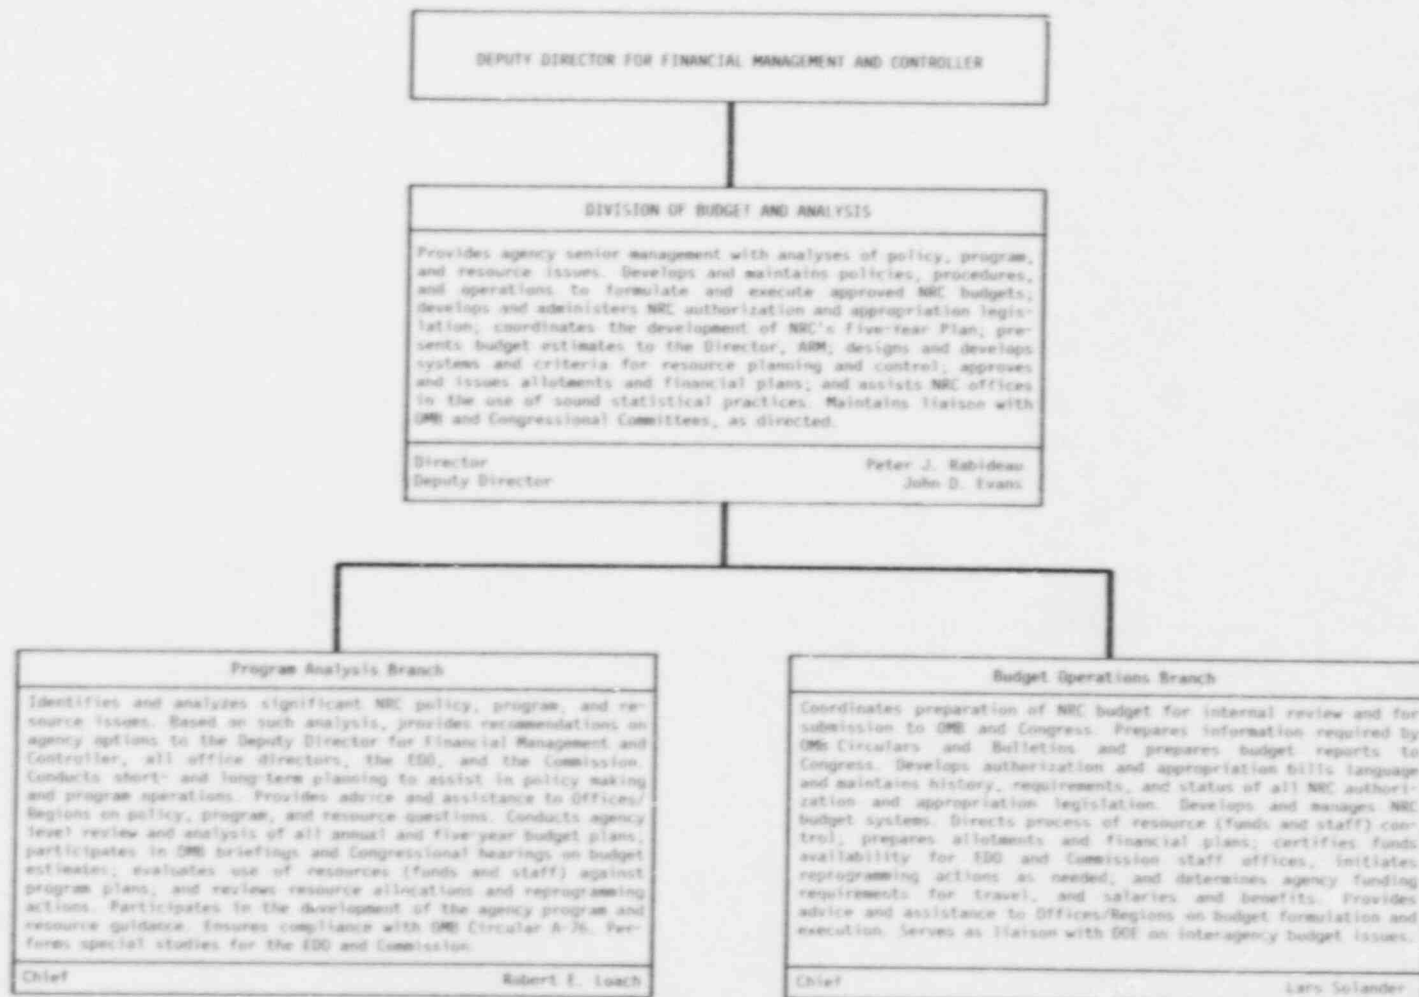 DEPUTY DIRECTOR FOR FINANCIAL MANAGEMENT AND CONTROLLER
DIVISION OF BUDGET AND ANALYSIS
Provides agency senior management with analyses of policy, program,
and resource issues. Develops and maintains policies, procedures,
and operations to formulate and execute approved NRC budgets;
develops and administers NRC authorization and appropriation legis-
lation; coordinates the development of NRC's Five-Year Plan; pre-
sents budget estimates to the Director, ARM; designs and develops
systems and criteria for resource planning and control; approves
and issues allotments and financial plans; and assists NRC offices
in the use of sound statistical practices. Maintains liaison with
OMB and Congressional Committees, as directed.
Director Peter J. Rabideau
Deputy Director John D. Evans
Program Analysis Branch
Identifies and analyzes significant NRC policy, program, and re-
source issues. Based on such analysis, provides recommendations on
agency options to the Deputy Director for Financial Management and
Controller, all office directors, the EDO, and the Commission.
Conducts short- and long-term planning to assist in policy making
and program operations. Provides advice and assistance to Offices/
Regions on policy, program, and resource questions. Conducts agency
level review and analysis of all annual and five-year budget plans;
participates in OMB briefings and Congressional hearings on budget
estimates; evaluates use of resources (funds and staff) against
program plans; and reviews resource allocations and reprogramming
actions. Participates in the development of the agency program and
resource guidance. Ensures compliance with OMB Circular A-76. Per-
forms special studies for the EDO and Commission.
Chief Robert E. Loach
Budget Operations Branch
Coordinates preparation of NRC budget for internal review and for
submission to OMB and Congress. Prepares information required by
OMB Circulars and Bulletins and prepares budget reports to
Congress. Develops authorization and appropriation bills language
and maintains history, requirements, and status of all NRC authori-
zation and appropriation legislation. Develops and manages NRC
budget systems. Directs process of resource (funds and staff) con-
trol; prepares allotments and financial plans; certifies funds
availability for EDO and Commission staff offices, initiates
reprogramming actions as needed; and determines agency funding
requirements for travel, and salaries and benefits. Provides
advice and assistance to Offices/Regions on budget formulation and
execution. Serves as liaison with DOE on interagency budget issues.
Chief Lars Solander